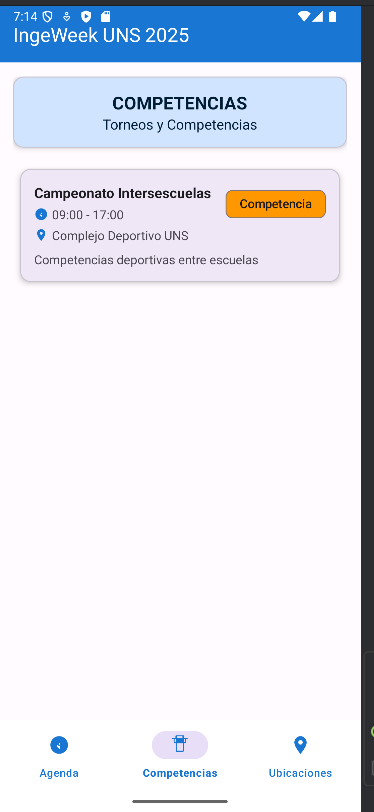 7:14
IngeWeek UNS 2025
COMPETENCIAS
Torneos y Competencias
Campeonato Intersescuelas
Competencia
09:00 - 17:00
Complejo Deportivo UNS
Competencias deportivas entre escuelas
Agenda
Competencias
Ubicaciones